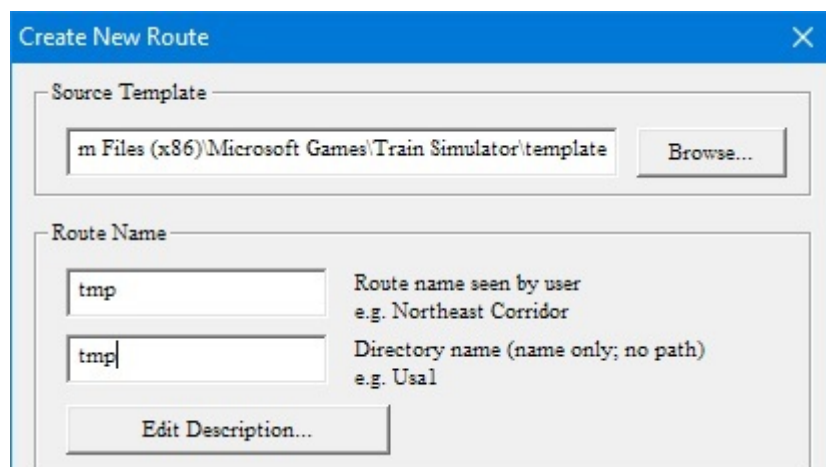 Create New Route
Source Template
m Files (x86)\Microsoft Games\Train Simulator\template
Browse...
Route Name
tmp
Route name seen by user
e.g. Northeast Corridor
tmp
Directory name (name only; no path)
e.g. Usa1
Edit Description...